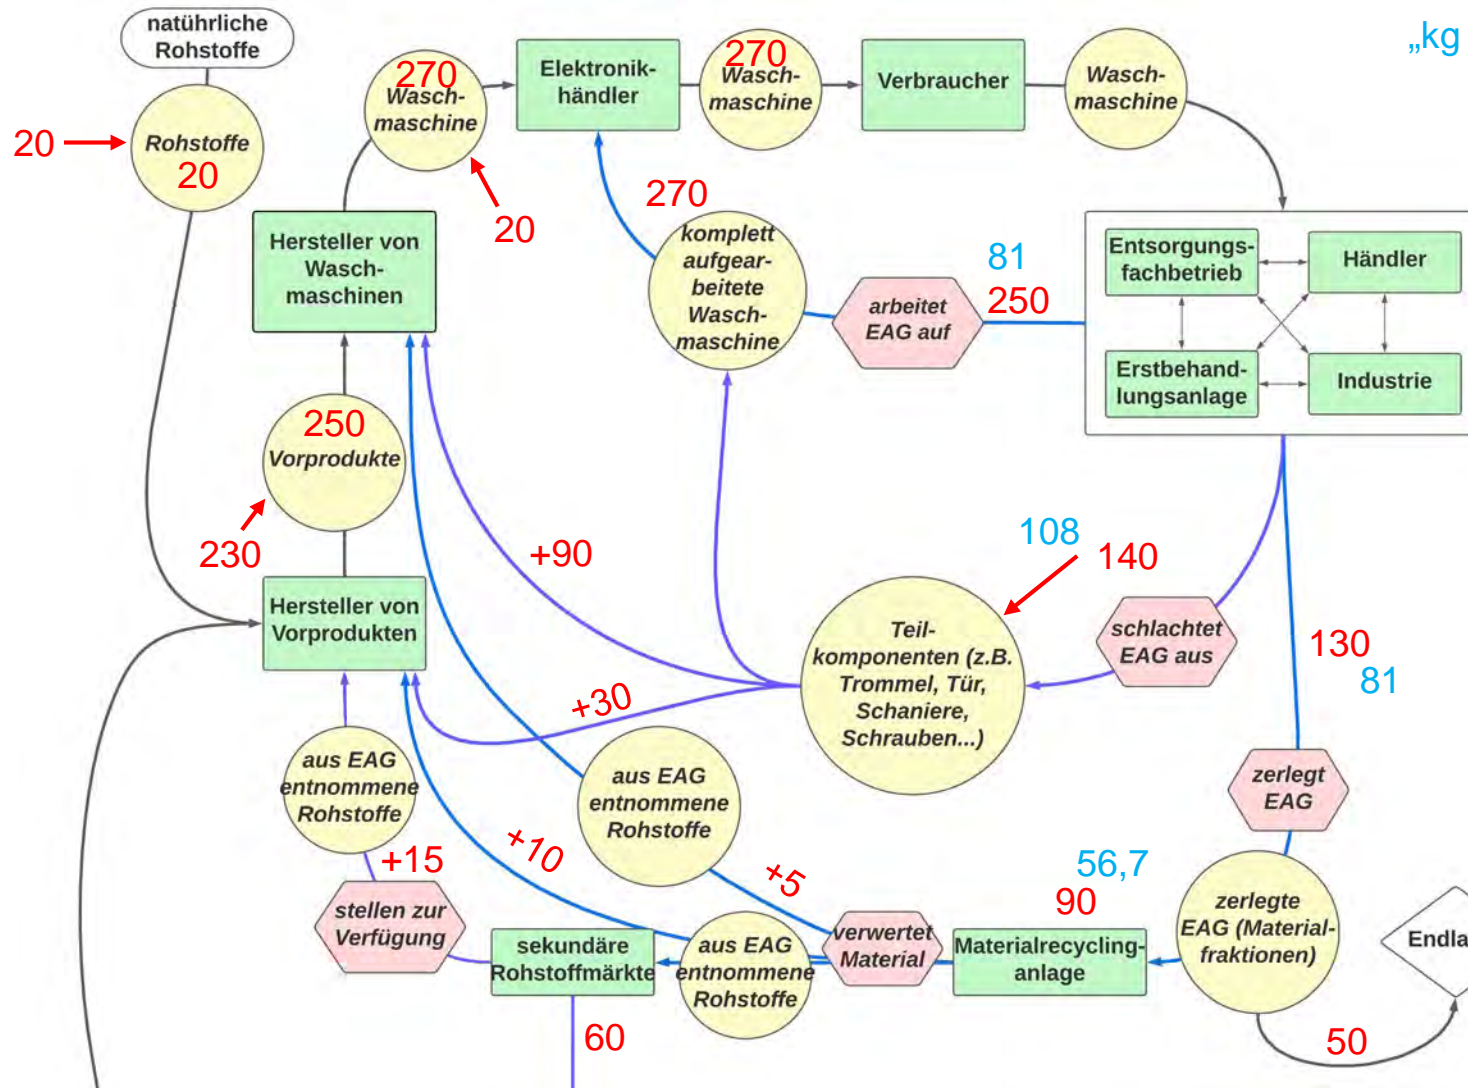 natührliche
Rohstoffe
„kg
270
Wasch-
maschine
Elektronik-
händler
270
Wasch-
maschine
Verbraucher
Wasch-
maschine
20
Rohstoffe
20
20
270
Hersteller von
Wasch-
maschinen
komplett
aufgear-
beitete
Wasch-
maschine
81
250
arbeitet
EAG auf
Entsorgungs-
fachbetrieb
Händler
Erstbehand-
lungsanlage
Industrie
250
Vorprodukte
230
+90
108
140
Hersteller von
Vorprodukten
Teil-
komponenten (z.B.
Trommel, Tür,
Schaniere,
Schrauben...)
schlachtet
EAG aus
130
81
+30
aus EAG
entnommene
Rohstoffe
aus EAG
entnommene
Rohstoffe
zerlegt
EAG
+15
+10
+5
56,7
90
stellen zur
Verfügung
sekundäre
Rohstoffmärkte
aus EAG
entnommene
Rohstoffe
verwertet
Material
Materialrecycling-
anlage
zerlegte
EAG (Material-
fraktionen)
Endla
60
50